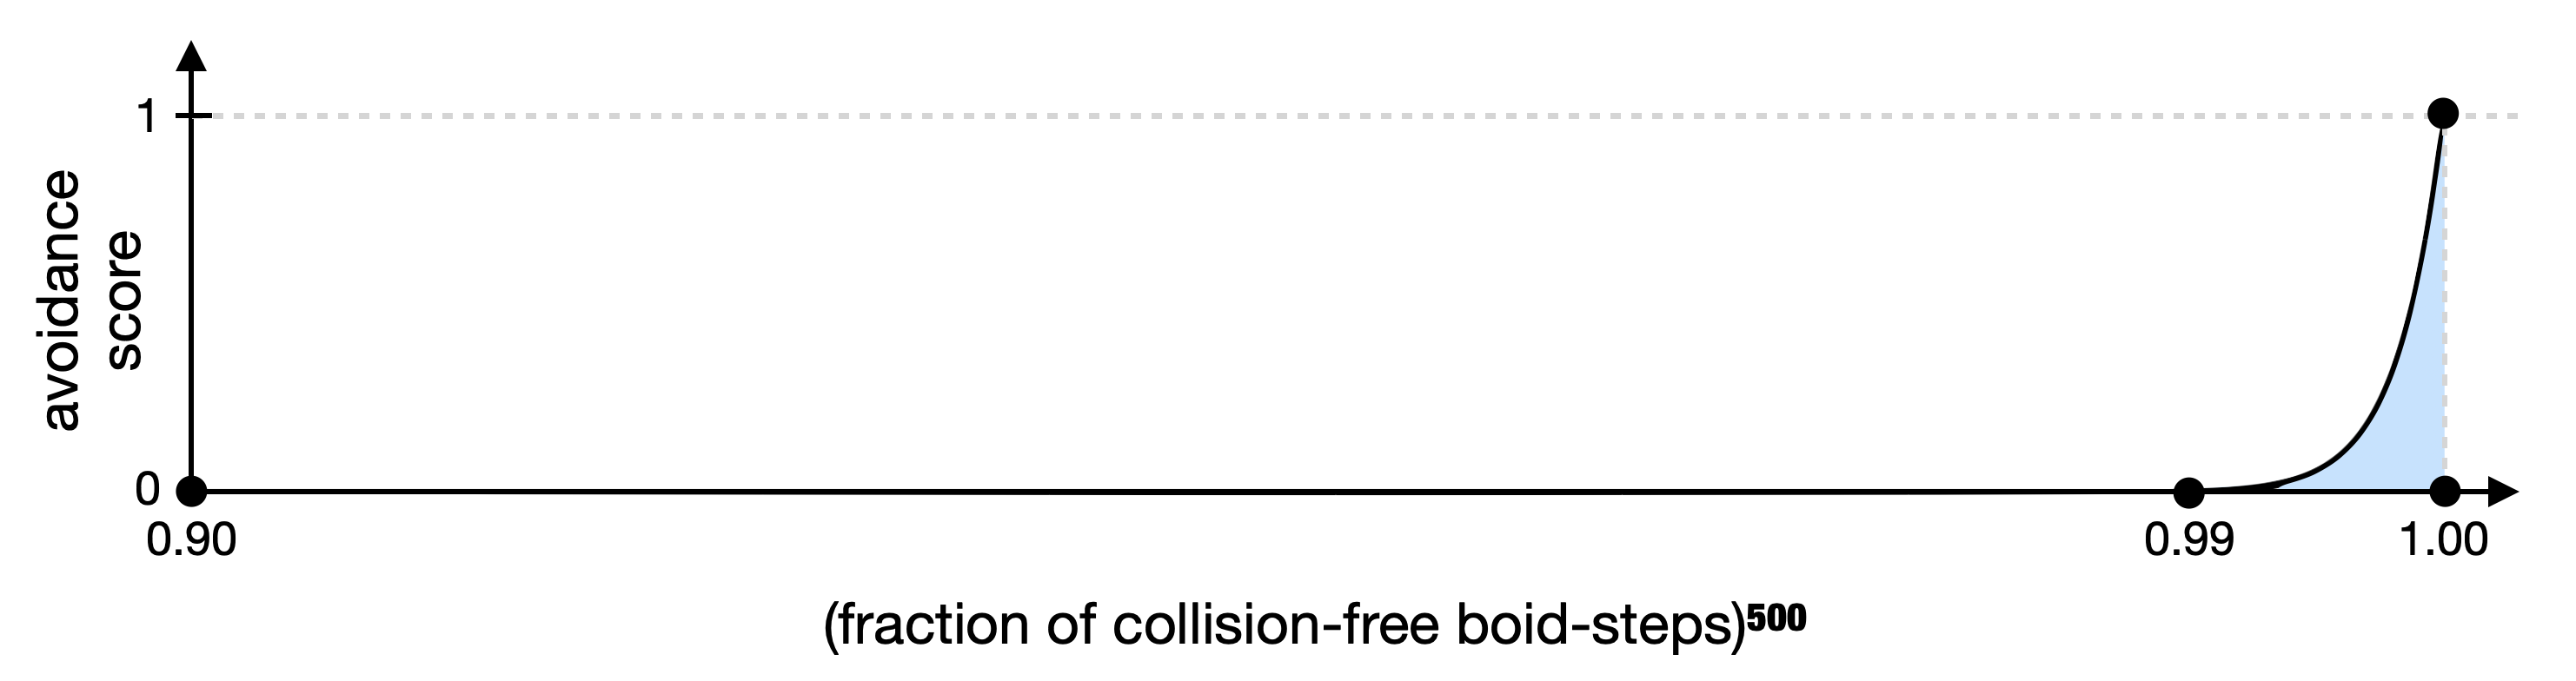 1
avoidance
score
0
0.90
0.99
1.00
(fraction of collision-free boid-steps)⁵⁰⁰